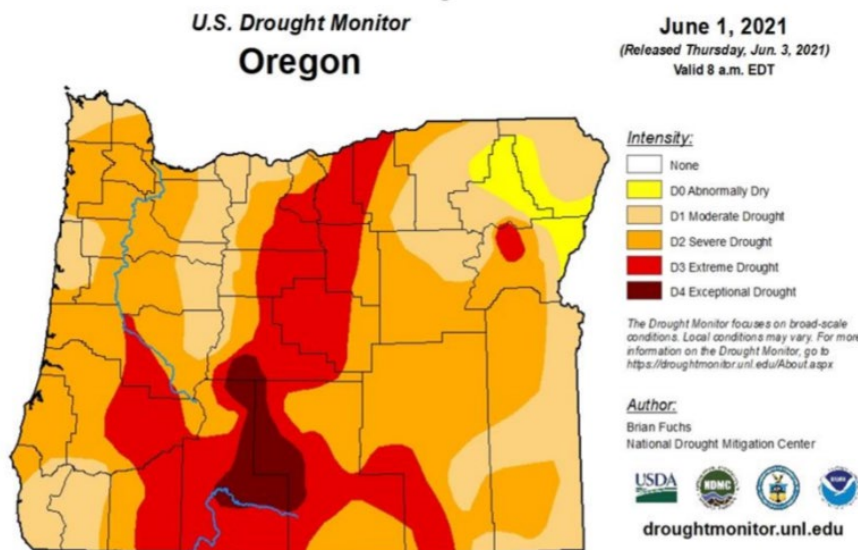 U.S. Drought Monitor
Oregon
June 1, 2021
(Released Thursday, Jun. 3, 2021)
Valid 8 a.m. EDT
Intensity:
None
D0 Abnormally Dry
D1 Moderate Drought
D2 Severe Drought
D3 Extreme Drought
D4 Exceptional Drought
The Drought Monitor focuses on broad-scale
conditions. Local conditions may vary. For more
information on the Drought Monitor, go to
https://droughtmonitor.unl.edu/About.aspx
Author:
Brian Fuchs
National Drought Mitigation Center
USDA
NDMC
droughtmonitor.unl.edu